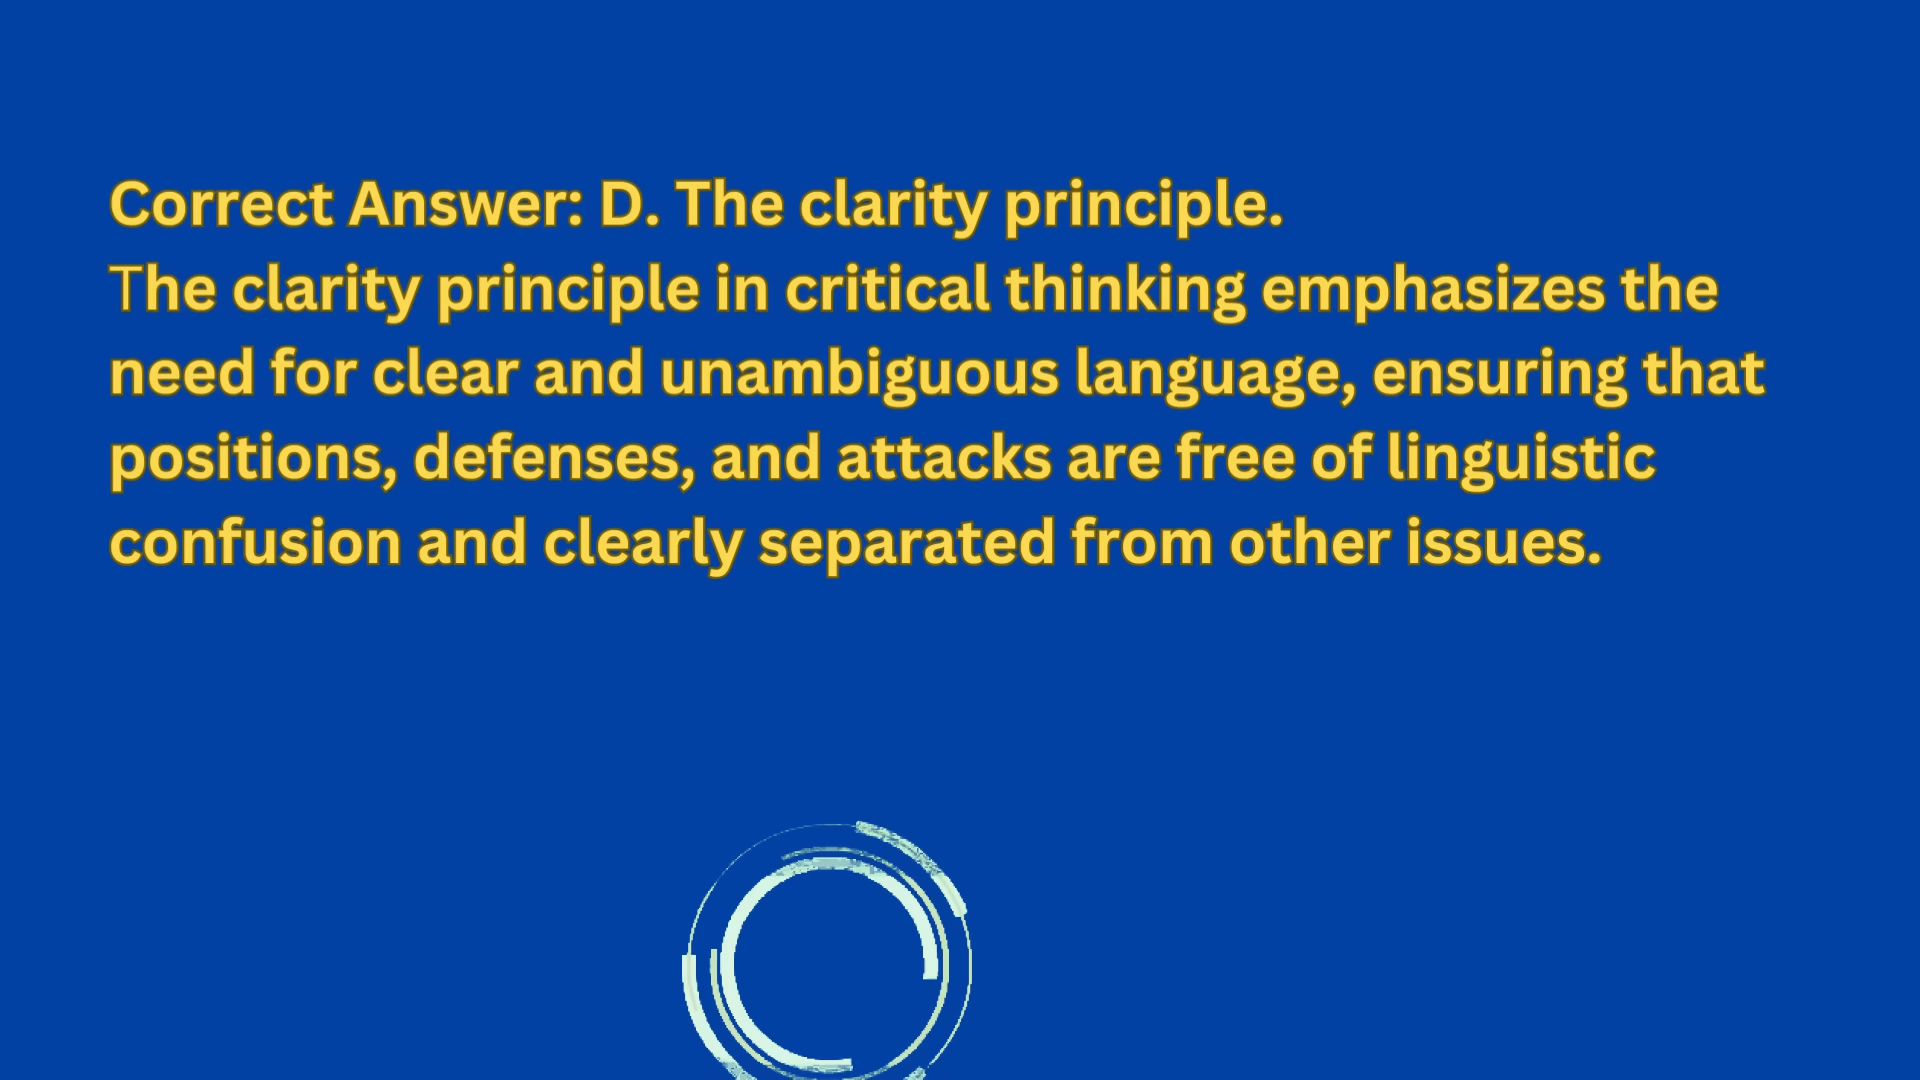 Correct Answer: D. The clarity principle.
The clarity principle in critical thinking emphasizes the
need for clear and unambiguous language, ensuring that
positions, defenses, and attacks are free of linguistic
confusion and clearly separated from other issues.